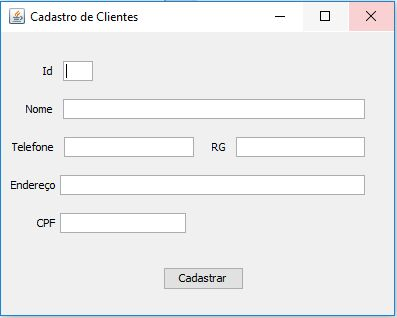 Cadastro de Clientes
Id
Nome
Telefone RG
Endereço
CPF
Cadastrar